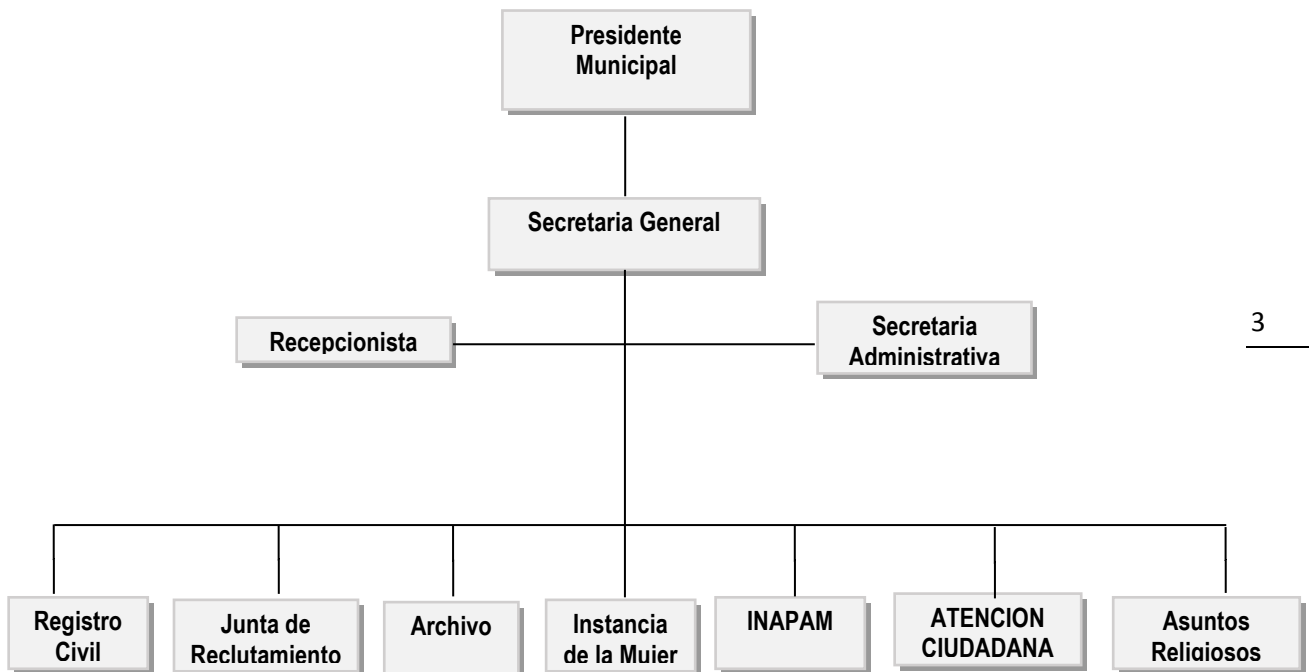 Presidente
Municipal
Secretaria General
Recepcionista
Secretaria
Administrativa
3
Registro
Civil
Junta de
Reclutamiento
Archivo
Instancia
de la Mujer
INAPAM
ATENCION
CIUDADANA
Asuntos
Religiosos